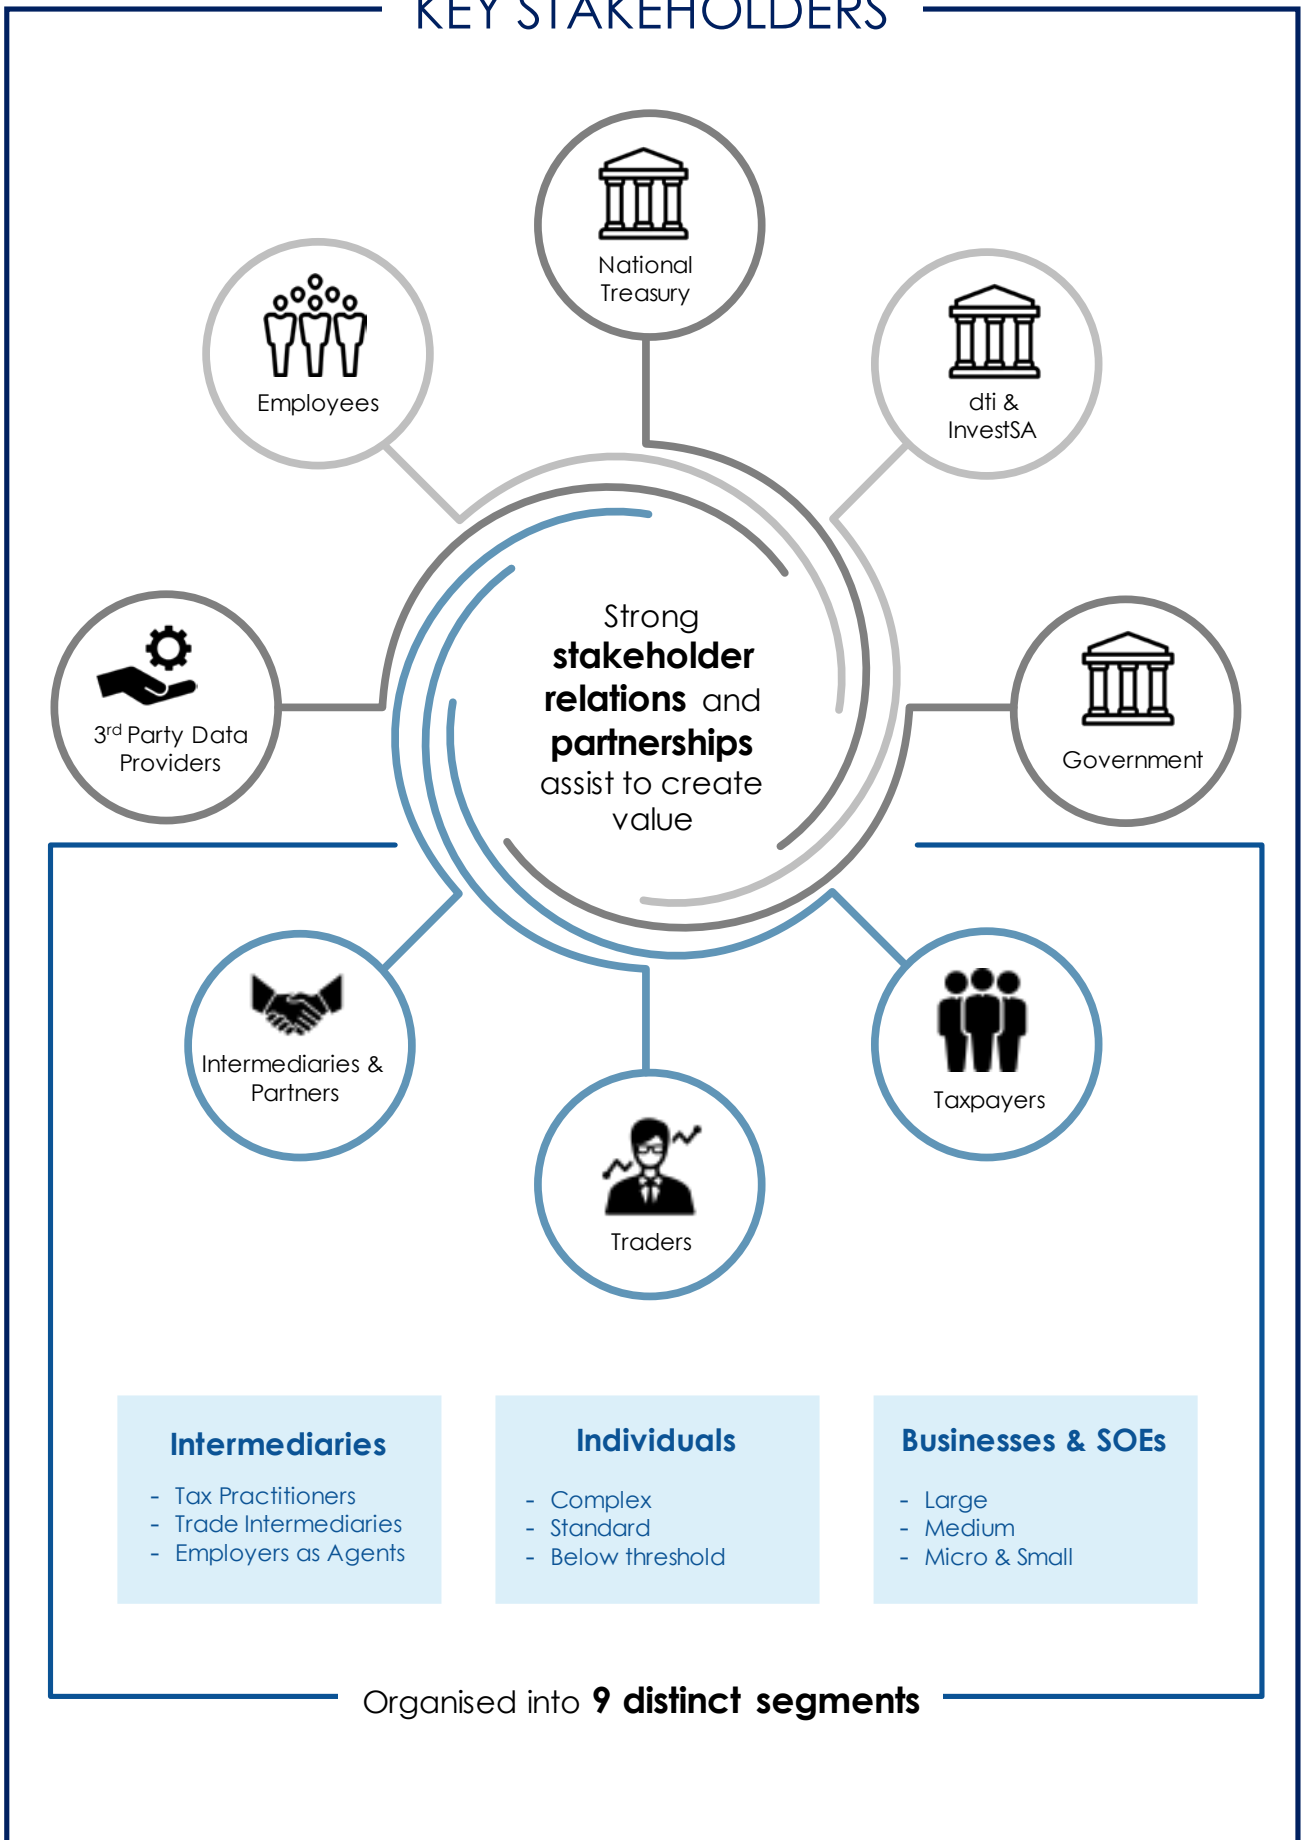 KEY STAKEHOLDERS
National
Treasury
Employees
dti &
InvestSA
Strong
stakeholder
relations and
partnerships
assist to create
value
3rd Party Data
Providers
Government
Intermediaries &
Partners
Taxpayers
Traders
Intermediaries
- Tax Practitioners
- Trade Intermediaries
- Employers as Agents
Individuals
- Complex
- Standard
- Below threshold
Businesses & SOEs
- Large
- Medium
- Micro & Small
Organised into 9 distinct segments